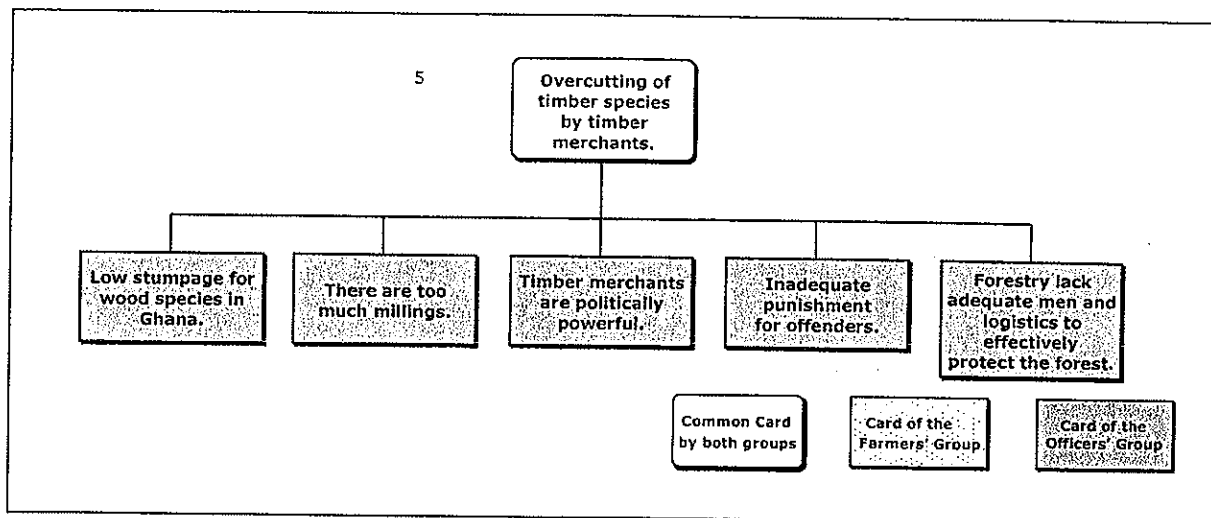 5
Overcutting of
timber species
by timber
merchants.
Low stumpage for
wood species in
Ghana.
There are too
much millings.
Timber merchants
are politically
powerful.
Inadequate
punishment
for offenders.
Forestry lack
adequate men and
logistics to
effectively
protect the forest.
Common Card
by both groups
Card of the
Farmers' Group
Card of the
Officers' Group